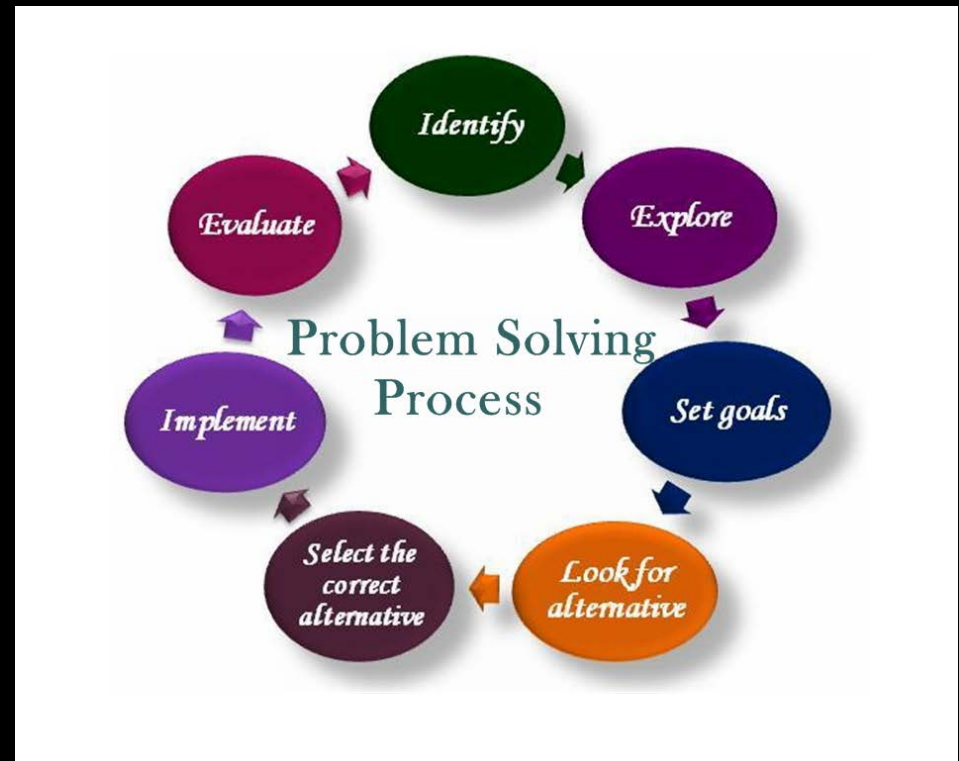 Identify
Explore
Set goals
Look for
alternative
Select the
correct
alternative
Implement
Evaluate
Problem Solving
Process